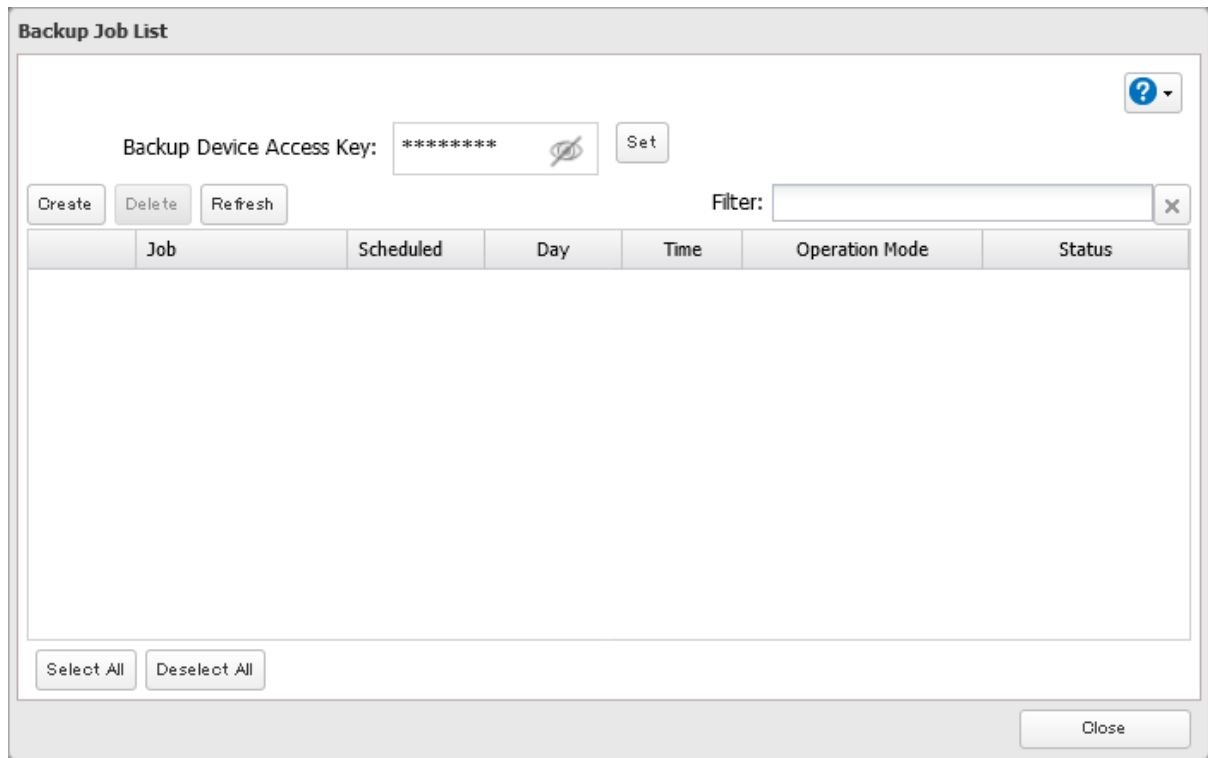 Backup Job List
?
Backup Device Access Key: ******** Set
Create Delete Refresh Filter:
Job Scheduled Day Time Operation Mode Status
Select All Deselect All
Close